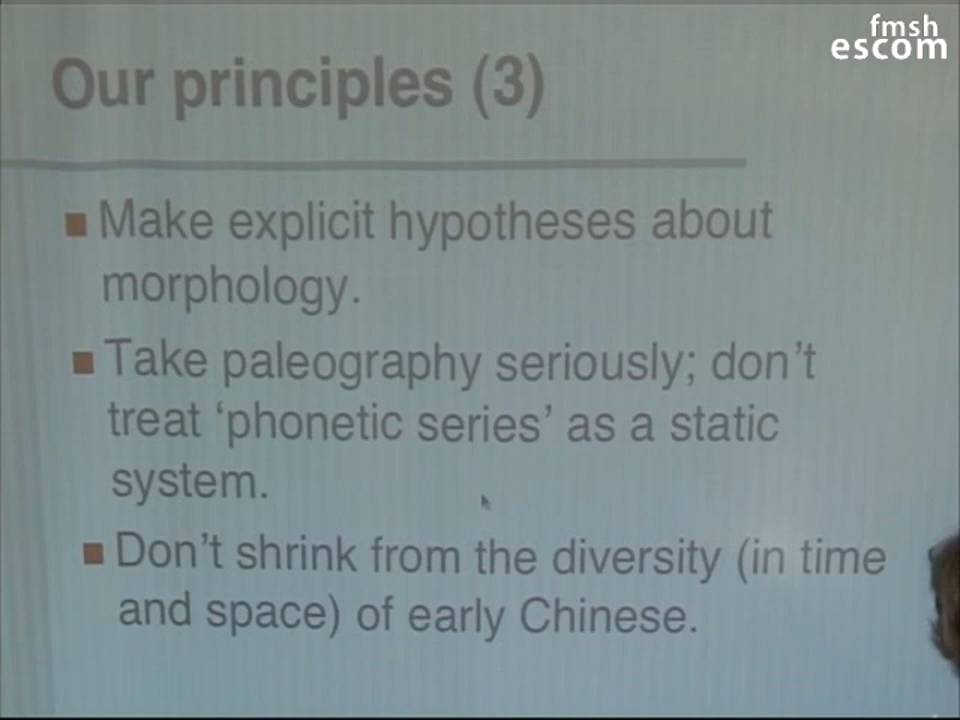 fmsh
escom
Our principles (3)
Make explicit hypotheses about
morphology.
Take paleography seriously; don’t
treat ‘phonetic series’ as a static
system.
Don’t shrink from the diversity (in time
and space) of early Chinese.